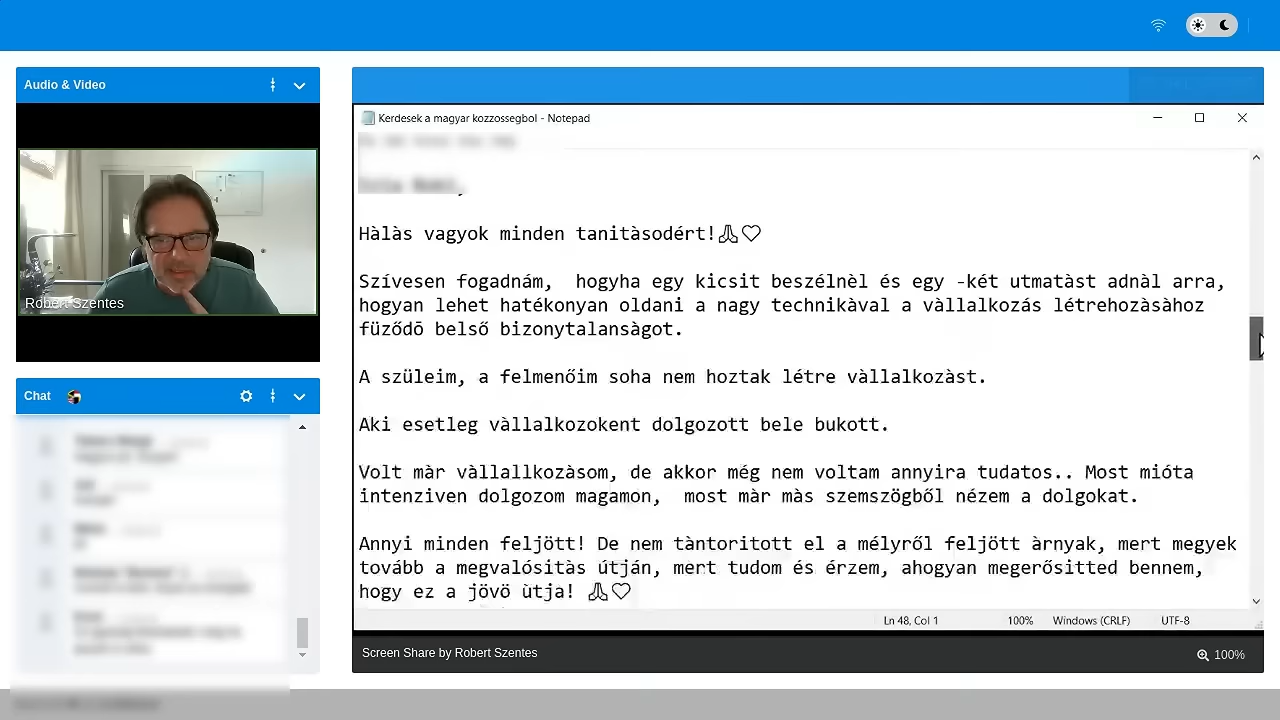 Audio & Video
Robert Szentes
Chat
Kerdesek a magyar kozzossegbol - Notepad
Hàlàs vagyok minden tanitàsodért!🙏♡
Szívesen fogadnám,  hogyha egy kicsit beszélnèl és egy -két utmatàst adnàl arra,
hogyan lehet hatékonyan oldani a nagy technikàval a vàllalkozás létrehozàsàhoz
füződõ belső bizonytalansàgot.
A szüleim, a felmenőim soha nem hoztak létre vàllalkozàst.
Aki esetleg vàllalkozokent dolgozott bele bukott.
Volt màr vàllallkozàsom, de akkor még nem voltam annyira tudatos.. Most mióta
intenziven dolgozom magamon,  most màr màs szemszögből nézem a dolgokat.
Annyi minden feljött! De nem tàntoritott el a mélyről feljött àrnyak, mert megyek
tovább a megvalósitàs útján, mert tudom és érzem, ahogyan megerősitted bennem,
hogy ez a jövö ùtja! 🙏♡
Ln 48, Col 1
100%
Windows (CRLF)
UTF-8
Screen Share by Robert Szentes
100%